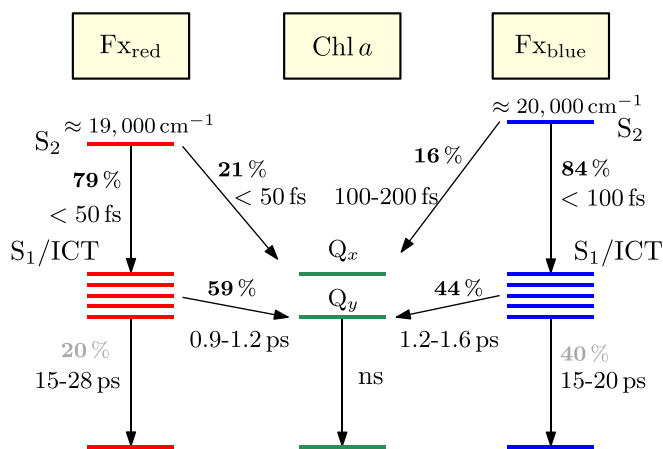 Fx_red
Chl a
Fx_blue
≈ 19,000 cm⁻¹
≈ 20,000 cm⁻¹
S₂
S₂
79 %
< 50 fs
21 %
< 50 fs
16 %
100-200 fs
84 %
< 100 fs
S₁/ICT
Qₓ
S₁/ICT
59 %
0.9-1.2 ps
Q_y
44 %
1.2-1.6 ps
20 %
15-28 ps
ns
40 %
15-20 ps